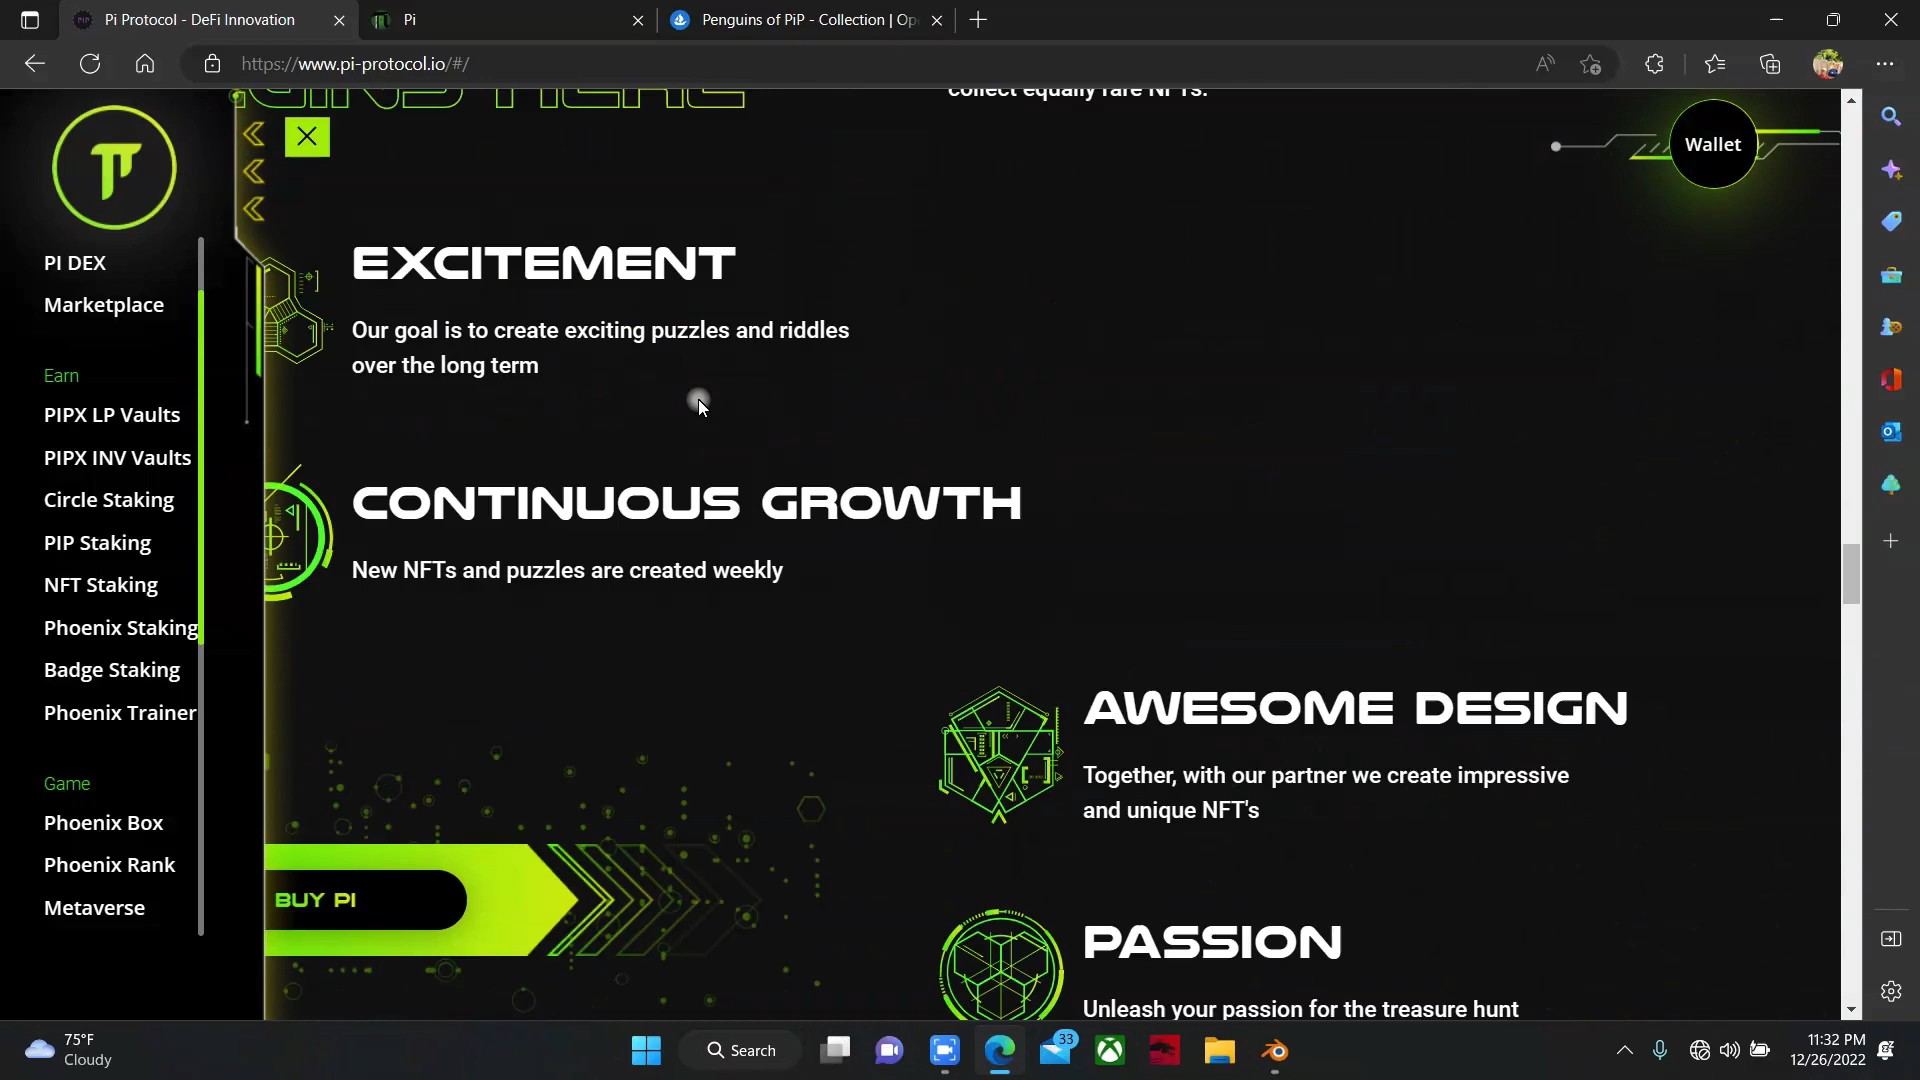 Pi Protocol - DeFi Innovation
Pi
Penguins of PiP - Collection | Op
https://www.pi-protocol.io/#/
collect equally rare NFTs.
Wallet
PI DEX
Marketplace
Earn
PIPX LP Vaults
PIPX INV Vaults
Circle Staking
PIP Staking
NFT Staking
Phoenix Staking
Badge Staking
Phoenix Trainer
Game
Phoenix Box
Phoenix Rank
Metaverse
EXCITEMENT
Our goal is to create exciting puzzles and riddles
over the long term
CONTINUOUS GROWTH
New NFTs and puzzles are created weekly
AWESOME DESIGN
Together, with our partner we create impressive
and unique NFT's
BUY PI
PASSION
Unleash your passion for the treasure hunt
75°F
Cloudy
Search
33
11:32 PM
12/26/2022